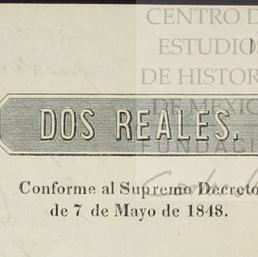 CENTRO D
ESTUDIO
DE HISTOR
DE MEXIC
FUNDACI
DOS REALES.
Conforme al Supremo Decreto
de 7 de Mayo de 1848.